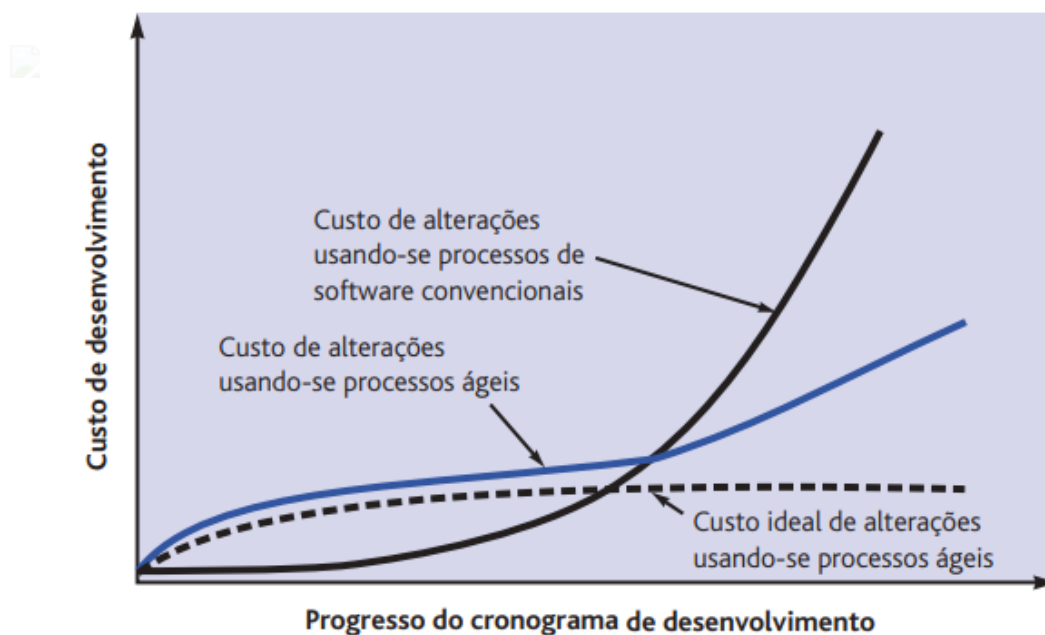 Custo de desenvolvimento
Custo de alterações
usando-se processos de
software convencionais
Custo de alterações
usando-se processos ágeis
Custo ideal de alterações
usando-se processos ágeis
Progresso do cronograma de desenvolvimento